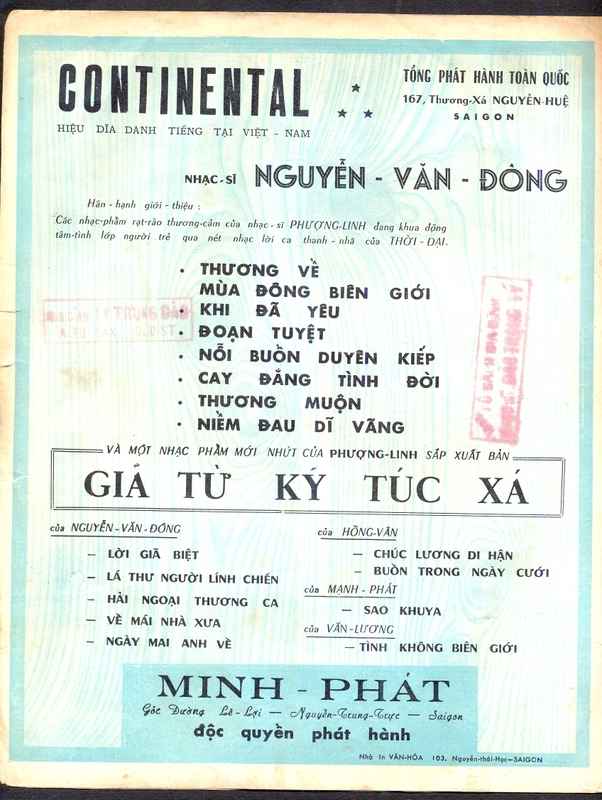 CONTINENTAL
HIỆU DĨA DANH TIẾNG TẠI VIỆT - NAM
TỔNG PHÁT HÀNH TOÀN QUỐC
167, Thương-Xá NGUYỄN-HUỆ
SAIGON
NHẠC-SĨ NGUYỄN - VĂN - ĐÔNG
Hân - hạnh giới - thiệu :
Các nhạc-phẩm rạt-rào thương-cảm của nhạc - sĩ PHƯỢNG-LINH đang khua động
tâm-tình lớp người trẻ qua nét nhạc lời ca thanh - nhã của THỜI - ĐẠI.
• THƯƠNG VỀ
MÙA ĐÔNG BIÊN GIỚI
• KHI ĐÃ YÊU
• ĐOẠN TUYỆT
• NỖI BUỒN DUYÊN KIẾP
• CAY ĐẮNG TÌNH ĐỜI
• THƯƠNG MUỘN
• NIỀM ĐAU DĨ VÃNG
MUSICIAN LÝ TRUNG ĐẢO
ALTO SAX SOLOIST
VÀ MỘT NHẠC PHẨM MỚI NHỨT CỦA PHƯỢNG-LINH SẮP XUẤT BẢN
GIẢ TỪ KÝ TÚC XÁ
của NGUYỄN-VĂN-ĐÔNG
— LỜI GIÃ BIỆT
— LÁ THƯ NGƯỜI LÍNH CHIẾN
— HẢI NGOẠI THƯƠNG CA
— VỀ MÁI NHÀ XƯA
— NGÀY MAI ANH VỀ
của HỒNG-VÂN
— CHÚC LƯƠNG DI HẬN
— BUỒN TRONG NGÀY CƯỚI
của MẠNH - PHÁT
— SAO KHUYA
của VĂN-LƯƠNG
— TÌNH KHÔNG BIÊN GIỚI
MINH - PHÁT
Góc Đường Lê - Lợi — Nguyễn-Trung-Trực — Saigon
độc quyền phát hành
Nhà In VĂN-HÓA 103, Nguyễn-thái-Học—SAIGON